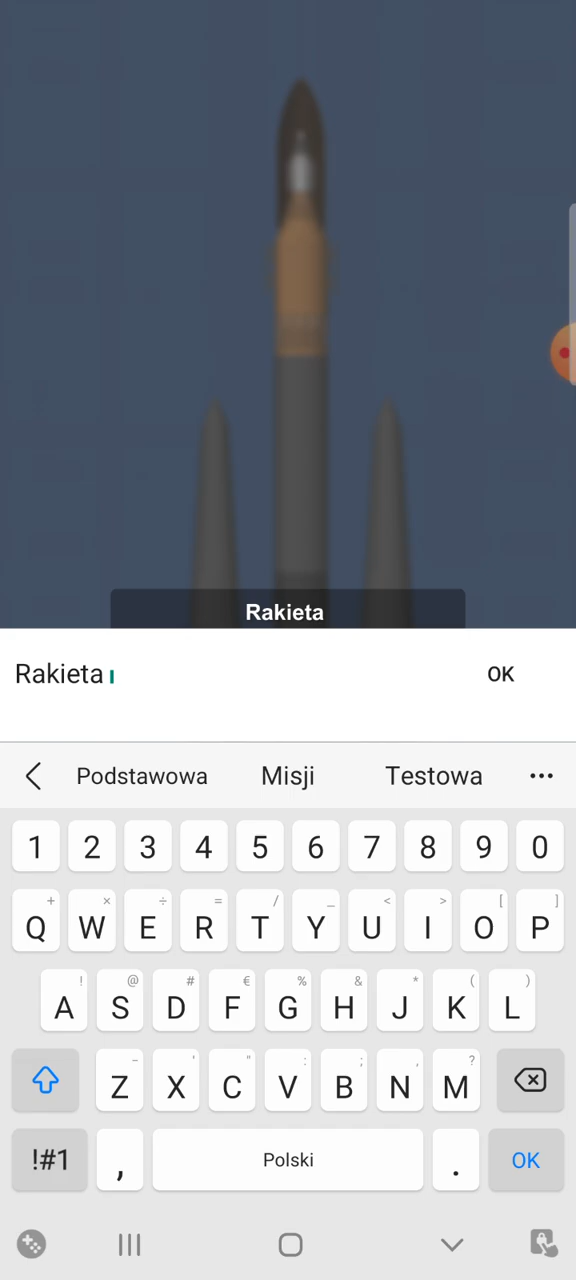 Rakieta
Rakieta OK
Podstawowa Misji Testowa
1 2 3 4 5 6 7 8 9 0
+ × ÷ = / _ < > [ ]
Q W E R T Y U I O P
! @ # € % & * ( )
A S D F G H J K L
- ' " : ; , ?
Z X C V B N M
!#1 , Polski . OK